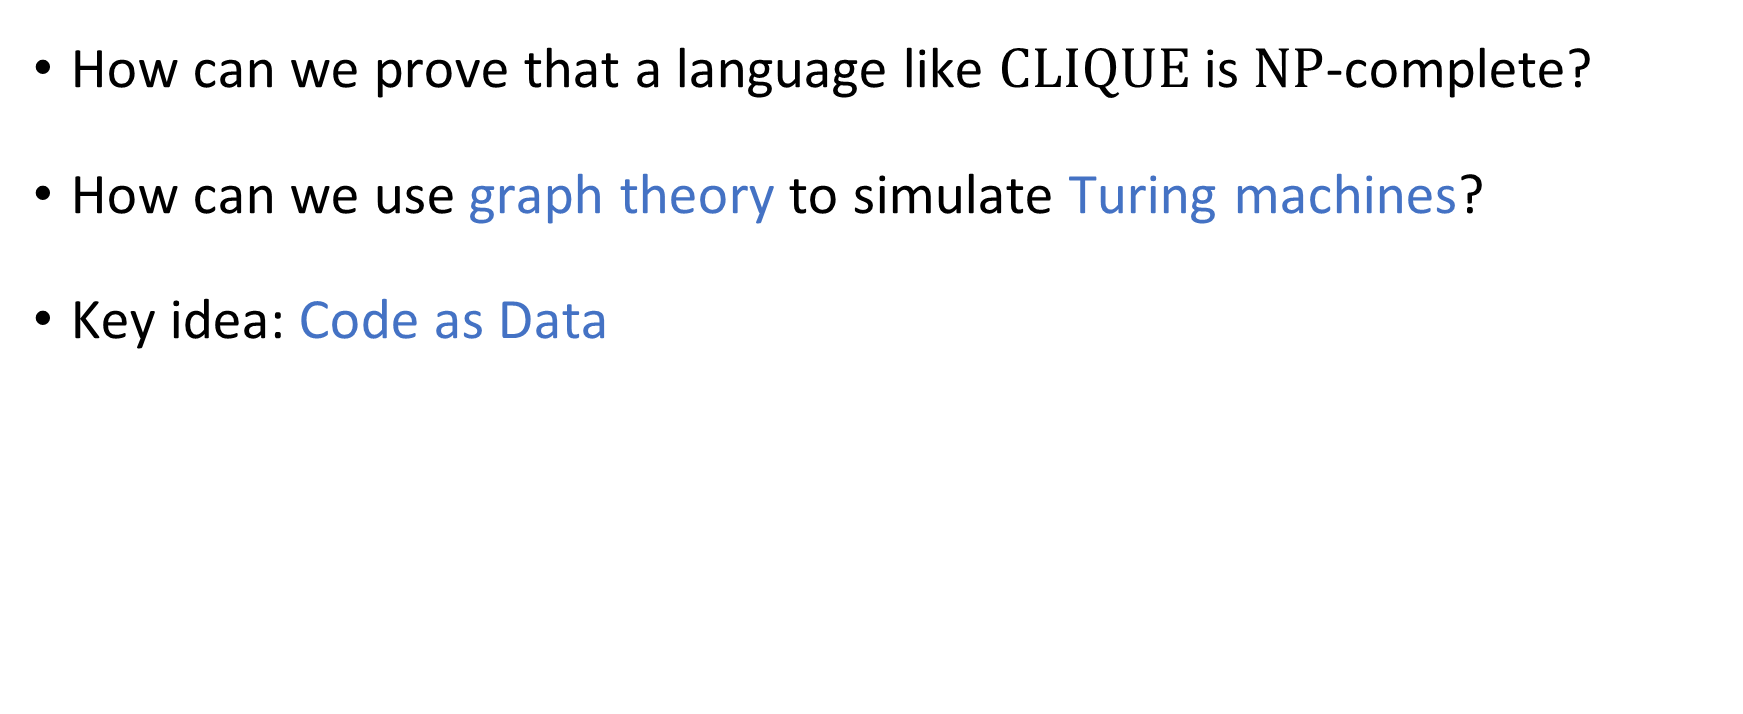 • How can we prove that a language like CLIQUE is NP-complete?
• How can we use graph theory to simulate Turing machines?
• Key idea: Code as Data